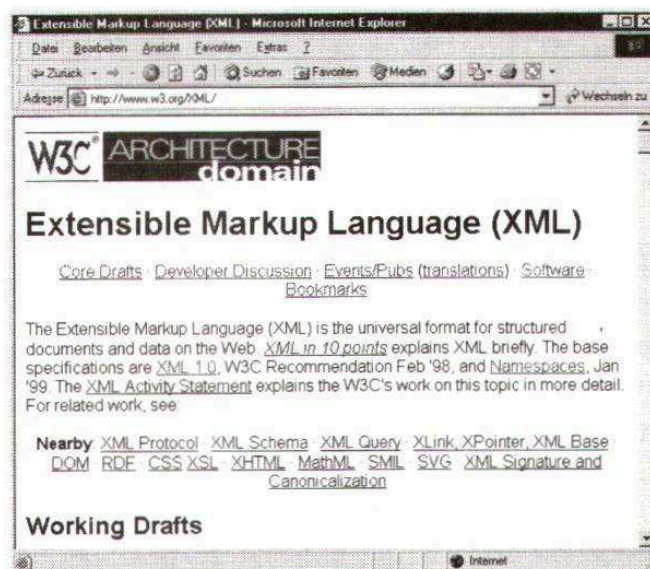 Extensible Markup Language (XML) - Microsoft Internet Explorer
Datei Bearbeiten Ansicht Favoriten Extras ?
Zurück Suchen Favoriten Medien
Adresse http://www.w3.org/XML/ Wechseln zu
W3C® ARCHITECTURE
domain
Extensible Markup Language (XML)
Core Drafts · Developer Discussion · Events/Pubs (translations) · Software ·
Bookmarks
The Extensible Markup Language (XML) is the universal format for structured
documents and data on the Web. XML in 10 points explains XML briefly. The base
specifications are XML 1.0, W3C Recommendation Feb '98, and Namespaces, Jan
'99. The XML Activity Statement explains the W3C's work on this topic in more detail.
For related work, see
Nearby XML Protocol · XML Schema · XML Query · XLink, XPointer, XML Base ·
DOM RDF · CSS XSL · XHTML · MathML · SMIL · SVG · XML Signature and
Canonicalization
Working Drafts
Internet